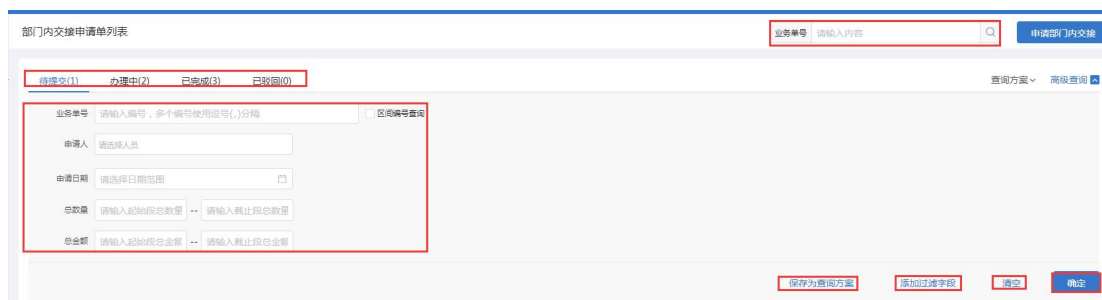 部门内交接申请单列表 业务单号 请输入内容 申请部门内交接
待提交(1) 办理中(2) 已完成(3) 已驳回(0) 查询方案 高级查询
业务单号 请输入编号，多个编号使用逗号(,)分隔 区间编号查询
申请人 请选择人员
申请日期 请选择日期范围
总数量 请输入起始段总数量 -- 请输入截止段总数量
总金额 请输入起始段总金额 -- 请输入截止段总金额
保存为查询方案 添加过滤字段 清空 确定